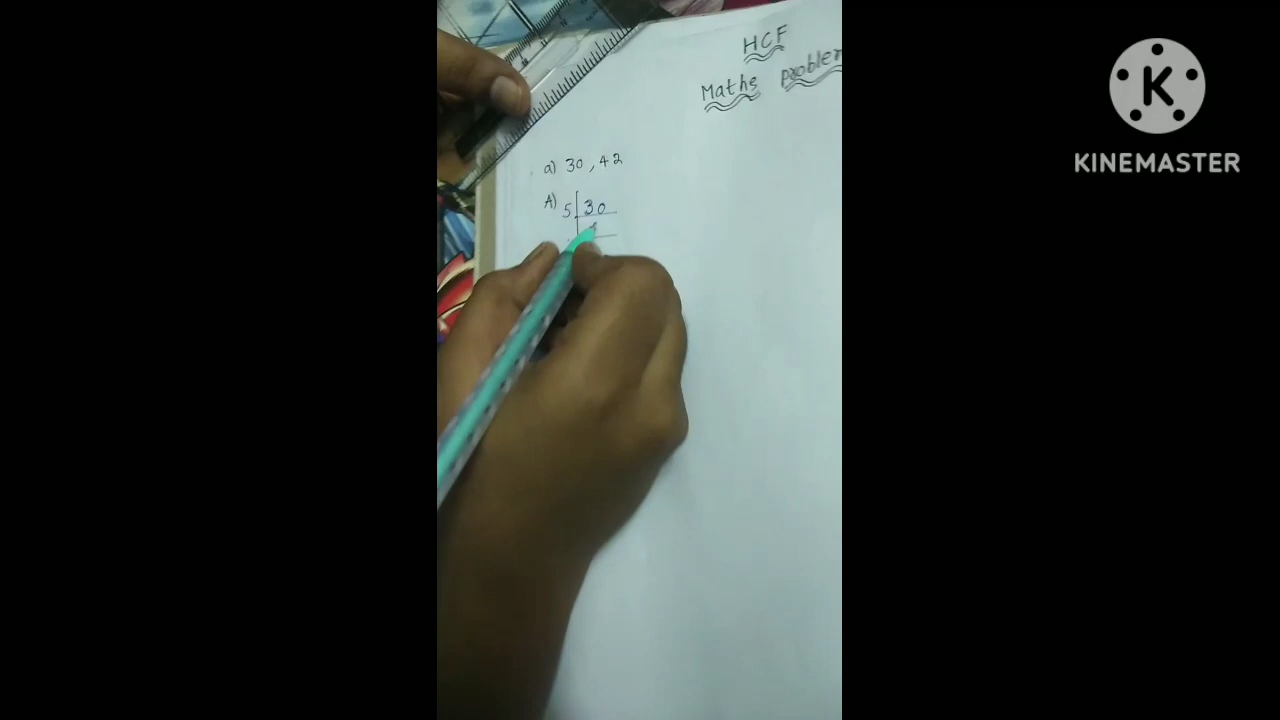 HCF
Maths Problem
a) 30, 42
A) 5 30
KINEMASTER